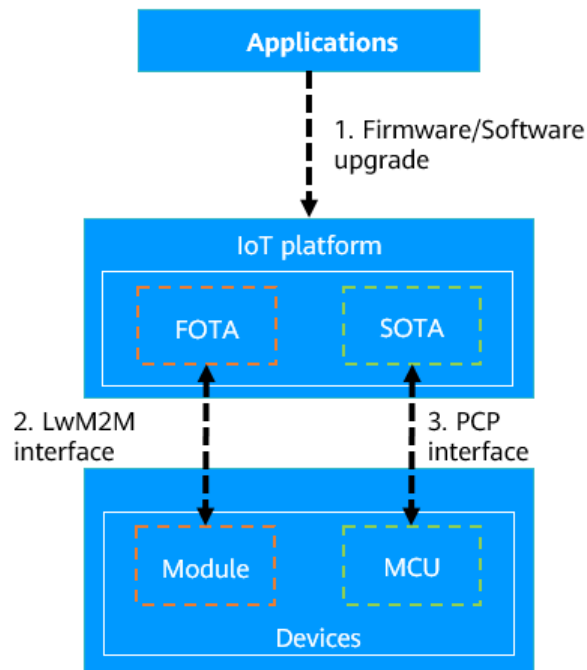 Applications
1. Firmware/Software
upgrade
IoT platform
FOTA
SOTA
2. LwM2M
interface
3. PCP
interface
Module
MCU
Devices